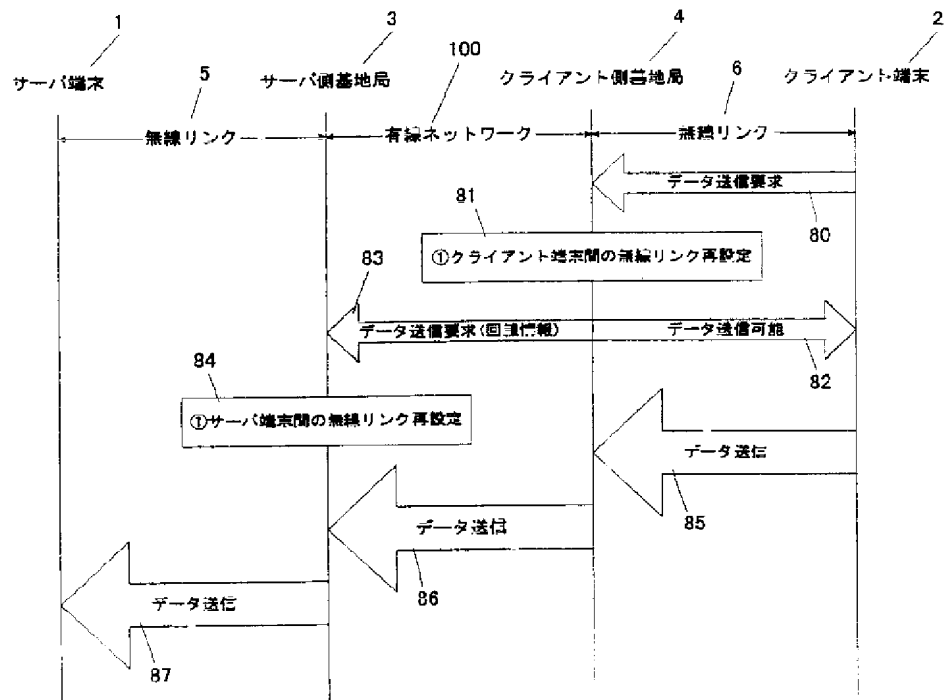 1
3
4
2
サーバ端末
5
サーバ側基地局
100
クライアント側基地局
6
クライアント端末
無線リンク
有線ネットワーク
無線リンク
データ送信要求
80
81
①クライアント端末間の無線リンク再設定
83
データ送信要求(回線情報)
データ送信可能
82
84
①サーバ端末間の無線リンク再設定
データ送信
85
データ送信
86
データ送信
87